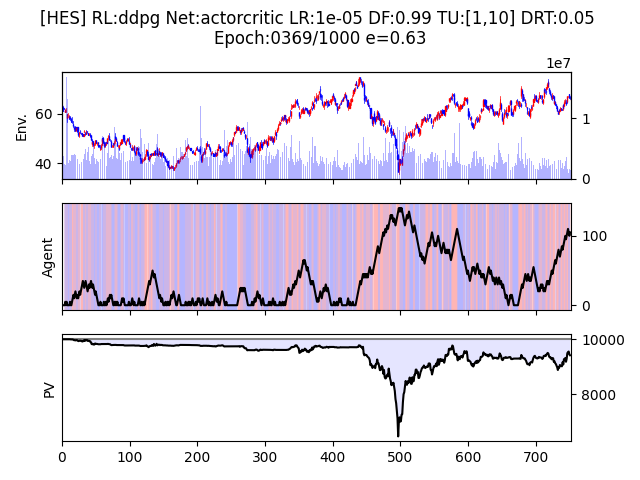 [HES] RL:ddpg Net:actorcritic LR:1e-05 DF:0.99 TU:[1,10] DRT:0.05
Epoch:0369/1000 e=0.63
1e7
Env.
60
40
1
0
Agent
100
0
PV
10000
8000
0 100 200 300 400 500 600 700